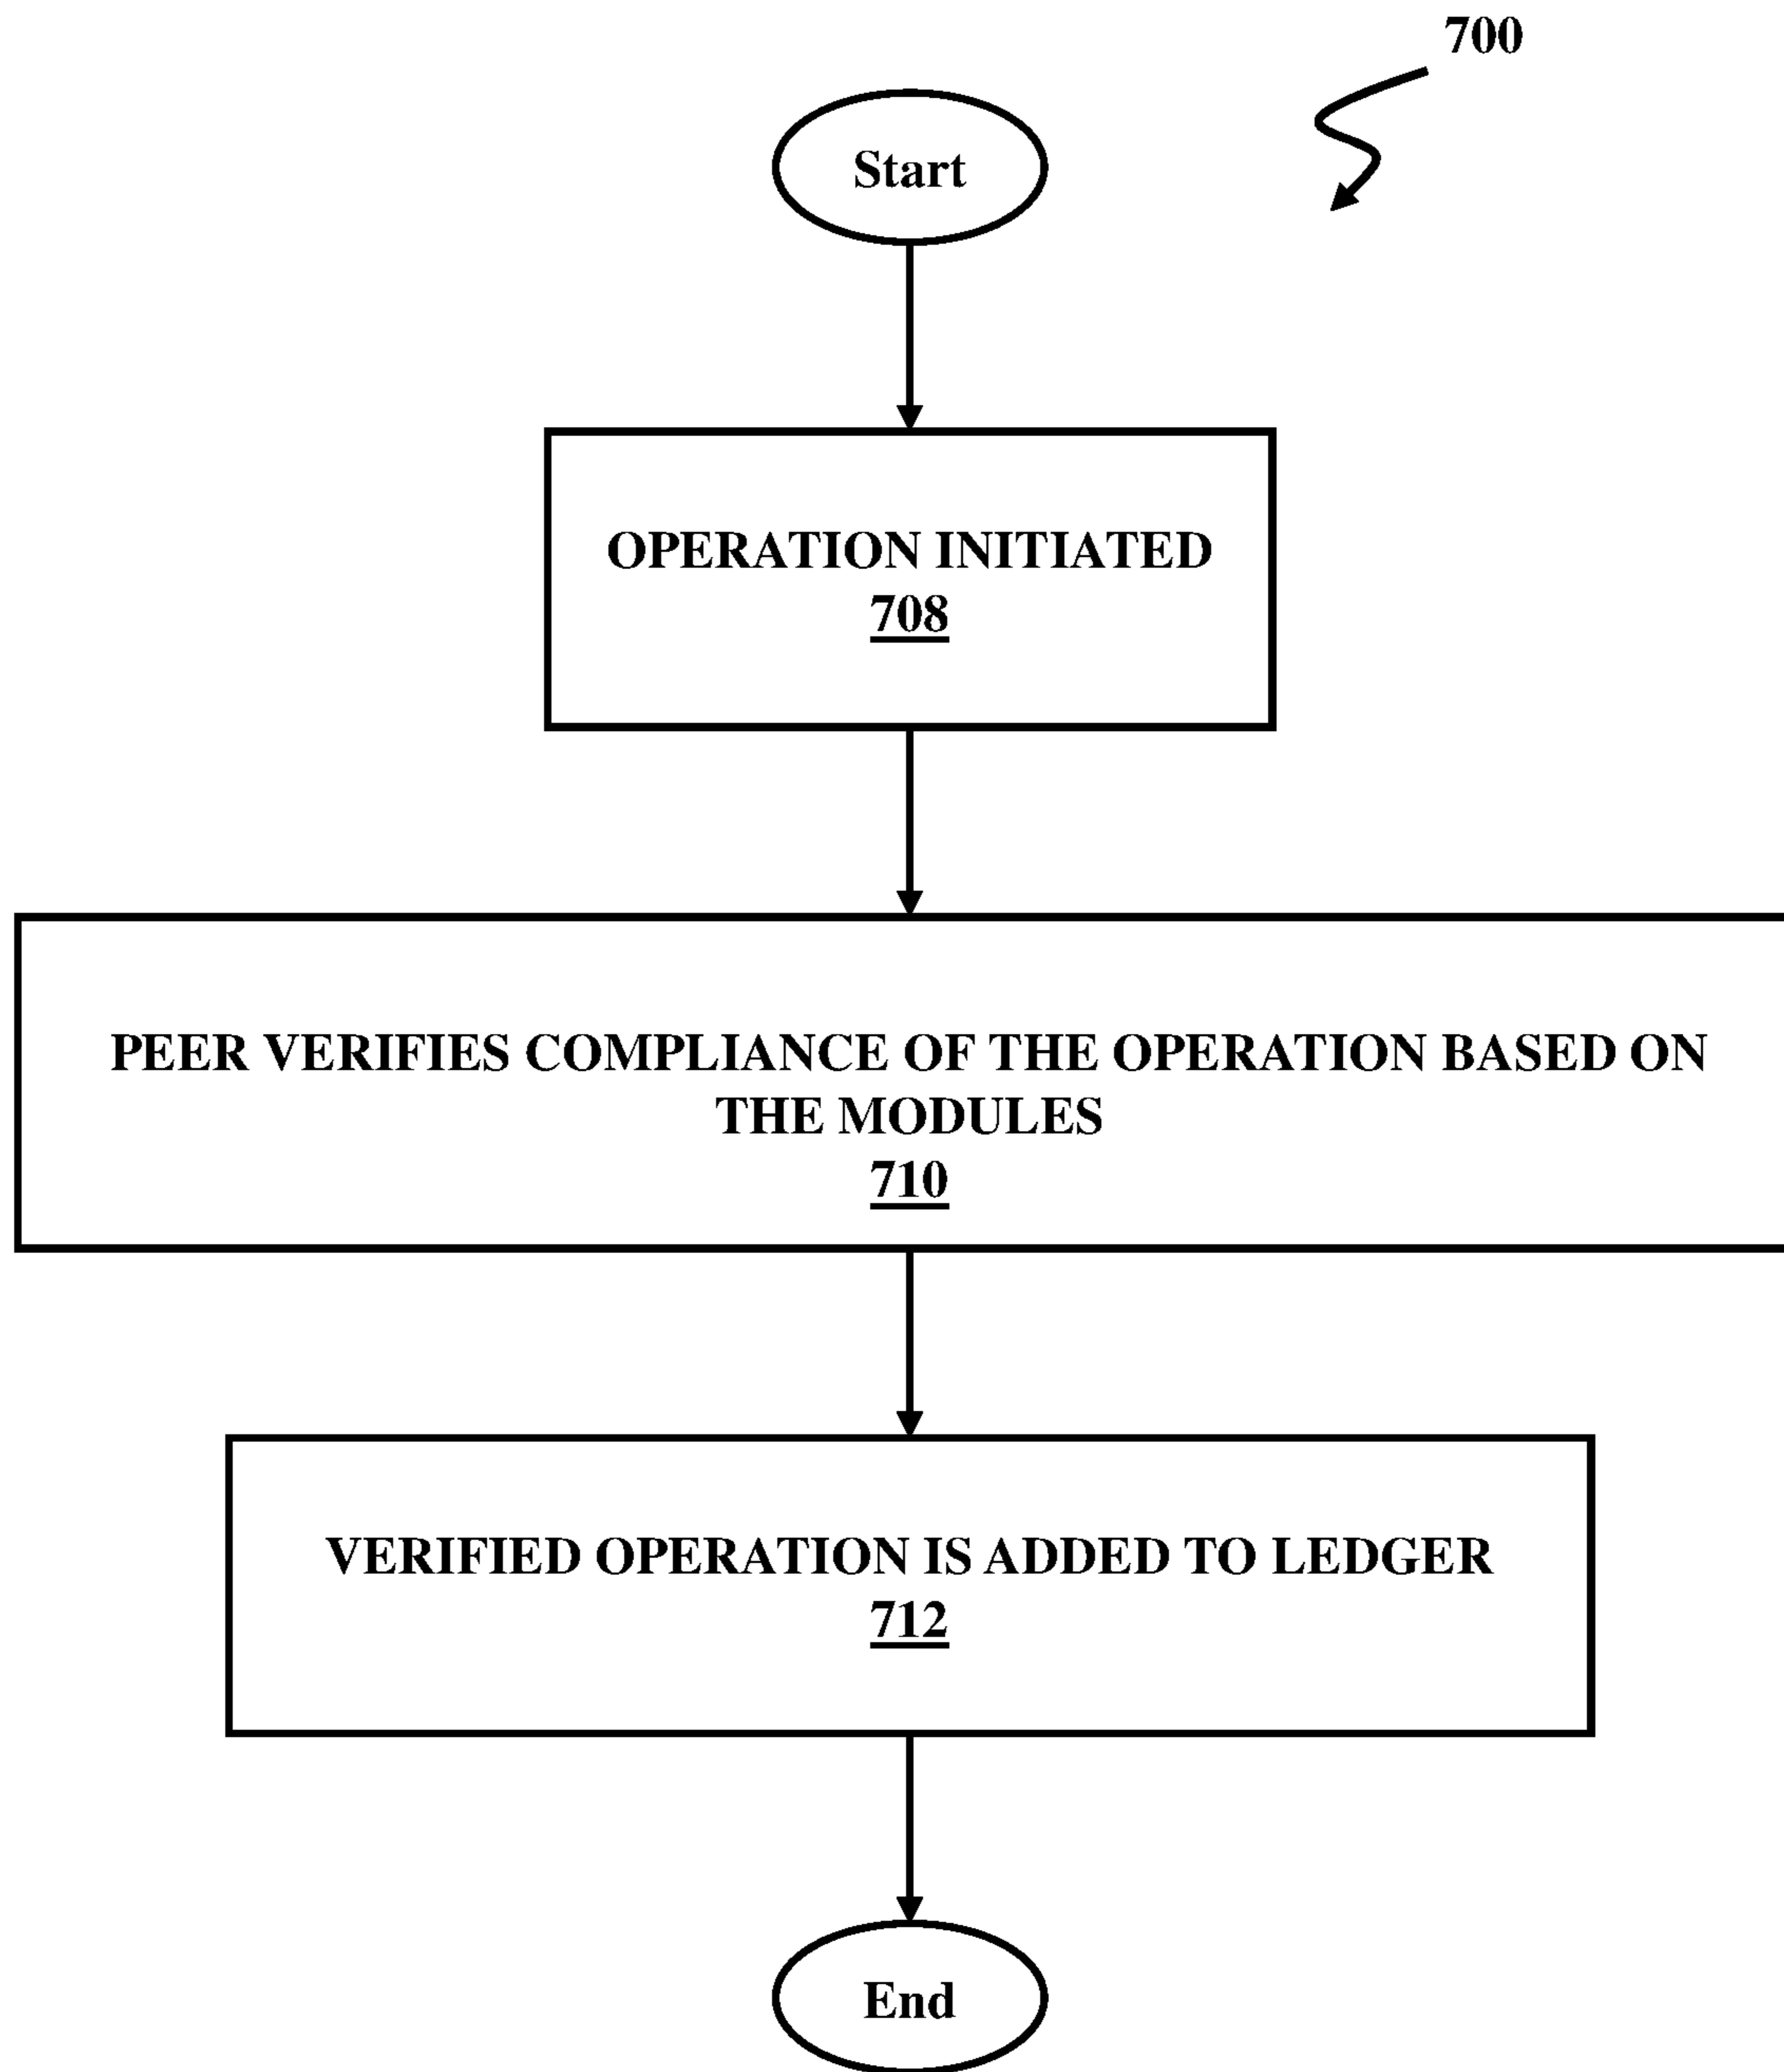 700
Start
OPERATION INITIATED
708
PEER VERIFIES COMPLIANCE OF THE OPERATION BASED ON
THE MODULES
710
VERIFIED OPERATION IS ADDED TO LEDGER
712
End